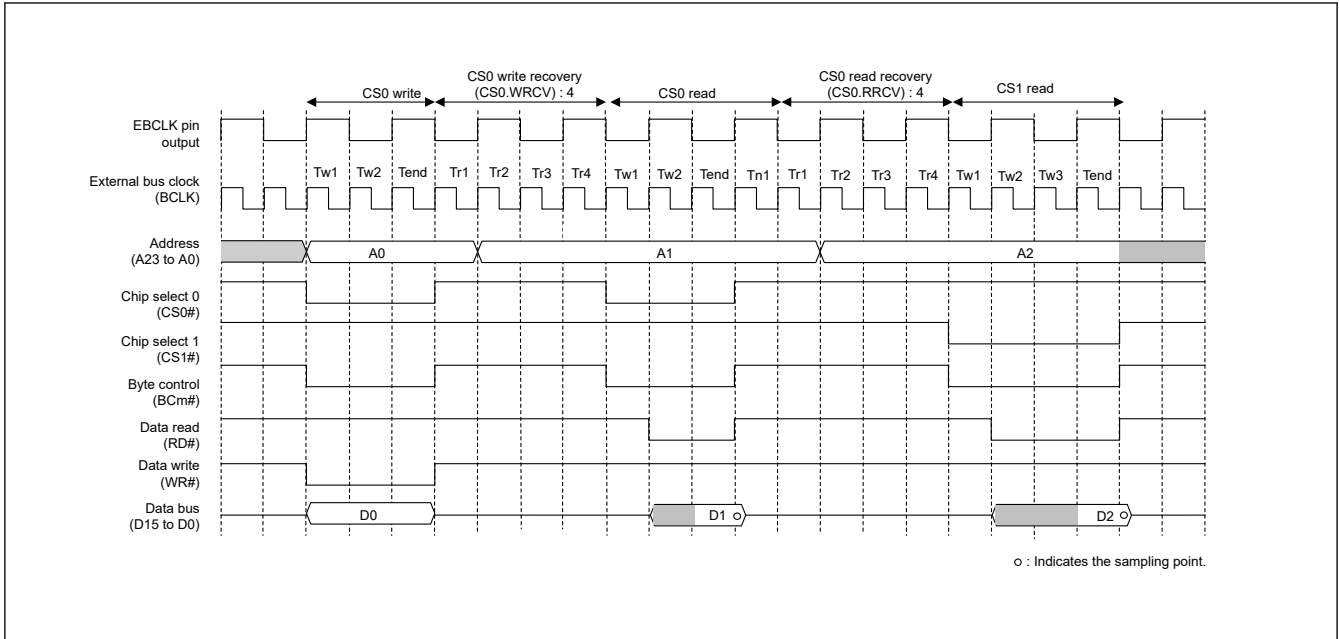 CS0 write
CS0 write recovery
(CS0.WRCV) : 4
CS0 read
CS0 read recovery
(CS0.RRCV) : 4
CS1 read
EBCLK pin
output
External bus clock
(BCLK)
Tw1 Tw2 Tend Tr1 Tr2 Tr3 Tr4 Tw1 Tw2 Tend Tn1 Tr1 Tr2 Tr3 Tr4 Tw1 Tw2 Tw3 Tend
Address
(A23 to A0)
A0 A1 A2
Chip select 0
(CS0#)
Chip select 1
(CS1#)
Byte control
(BCm#)
Data read
(RD#)
Data write
(WR#)
Data bus
(D15 to D0)
D0 D1 D2
o : Indicates the sampling point.